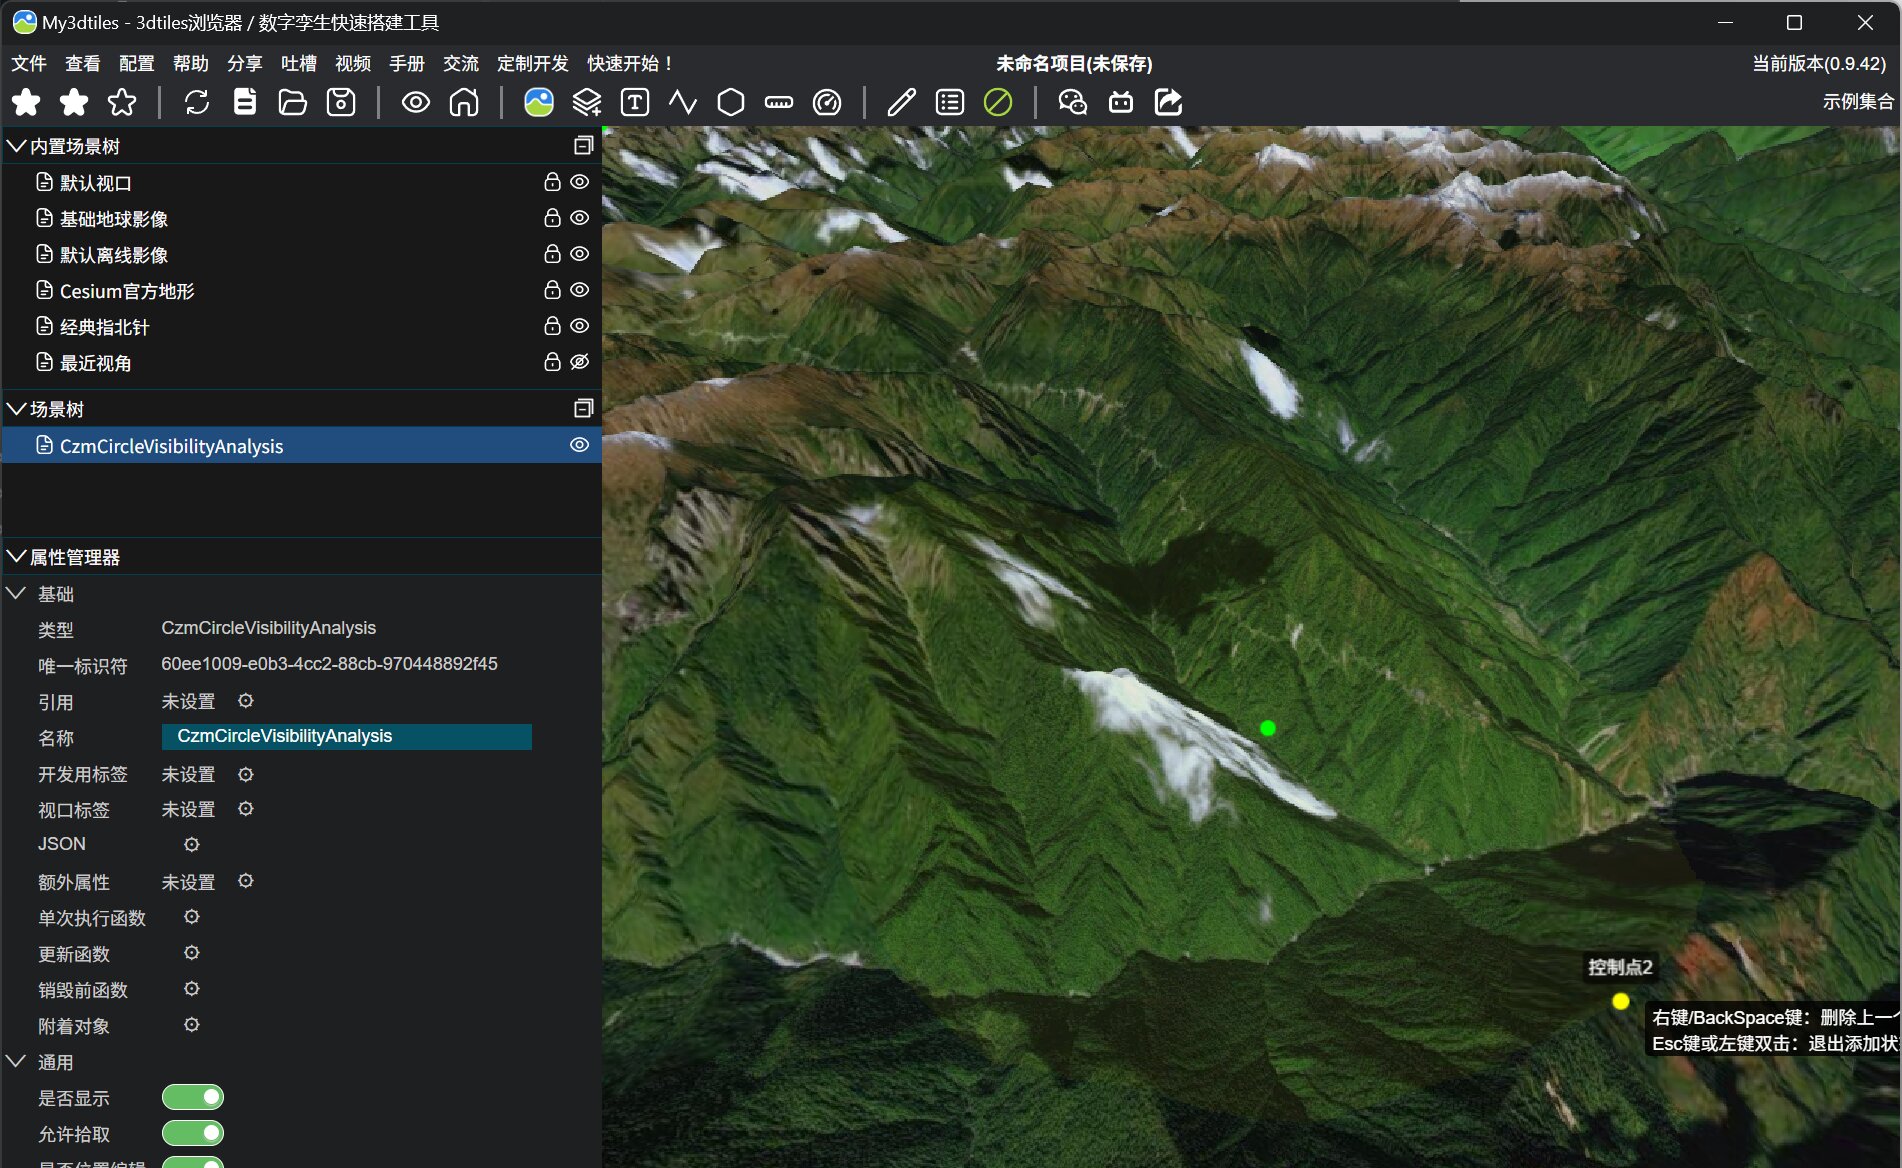 My3dtiles - 3dtiles浏览器 / 数字孪生快速搭建工具
文件 查看 配置 帮助 分享 吐槽 视频 手册 交流 定制开发 快速开始！ 未命名项目(未保存) 当前版本(0.9.42)
示例集合
内置场景树
默认视口
基础地球影像
默认离线影像
Cesium官方地形
经典指北针
最近视角
场景树
CzmCircleVisibilityAnalysis
属性管理器
基础
类型 CzmCircleVisibilityAnalysis
唯一标识符 60ee1009-e0b3-4cc2-88cb-970448892f45
引用 未设置
名称 CzmCircleVisibilityAnalysis
开发用标签 未设置
视口标签 未设置
JSON
额外属性 未设置
单次执行函数
更新函数
销毁前函数
附着对象
通用
是否显示
允许拾取
是否位置编辑
控制点2
右键/BackSpace键：删除上一个
Esc键或左键双击：退出添加状